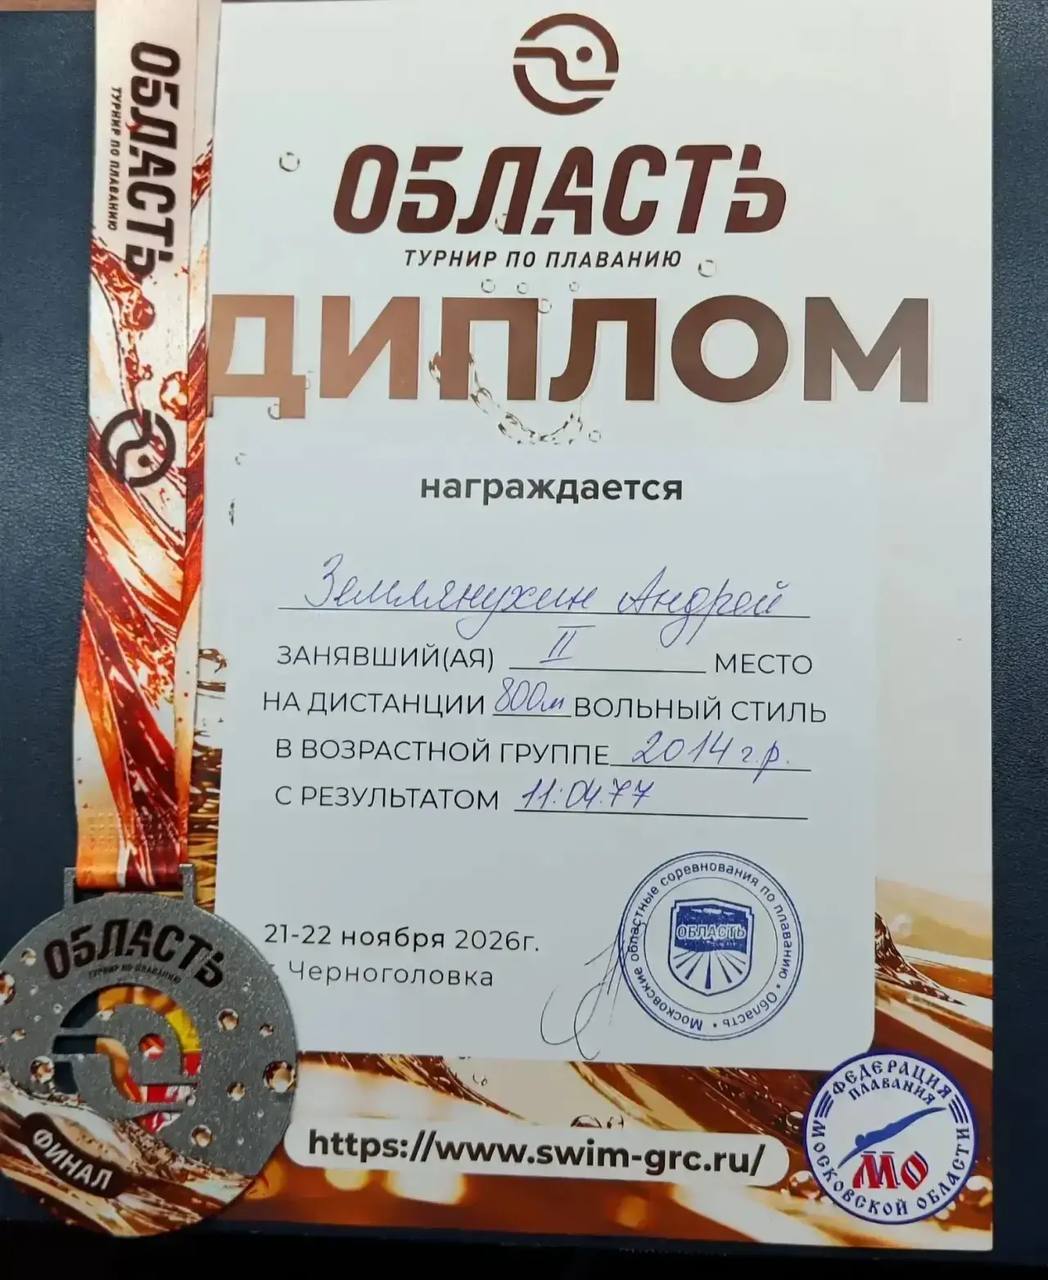 ОБЛАСТЬ
ТУРНИР ПО ПЛАВАНИЮ
ОБЛАСТЬ
ТУРНИР ПО ПЛАВАНИЮ
ДИПЛОМ
награждается
Землянухин Андрей
ЗАНЯВШИЙ(АЯ) II МЕСТО
НА ДИСТАНЦИИ 800м ВОЛЬНЫЙ СТИЛЬ
В ВОЗРАСТНОЙ ГРУППЕ 2014 г.р.
С РЕЗУЛЬТАТОМ 11:04.77
21-22 ноября 2026г.
Черноголовка
Московские областные соревнования по плаванию • Область •
ОБЛАСТЬ
ОБЛАСТЬ
ТУРНИР ПО ПЛАВАНИЮ
ФИНАЛ
https://www.swim-grc.ru/
ФЕДЕРАЦИЯ
ПЛАВАНИЯ
МО
МОСКОВСКОЙ ОБЛАСТИ